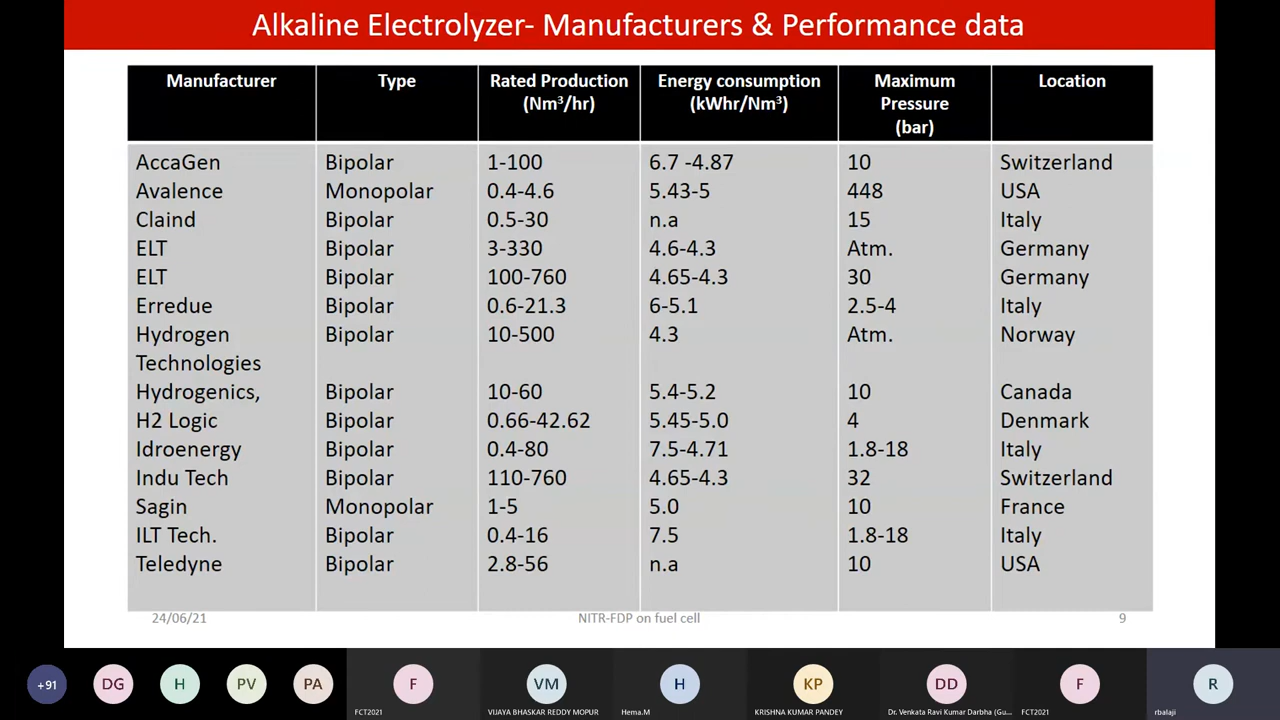 Alkaline Electrolyzer- Manufacturers & Performance data
Manufacturer Type Rated Production (Nm³/hr) Energy consumption (kWhr/Nm³) Maximum Pressure (bar) Location
AccaGen Bipolar 1-100 6.7 -4.87 10 Switzerland
Avalence Monopolar 0.4-4.6 5.43-5 448 USA
Claind Bipolar 0.5-30 n.a 15 Italy
ELT Bipolar 3-330 4.6-4.3 Atm. Germany
ELT Bipolar 100-760 4.65-4.3 30 Germany
Erredue Bipolar 0.6-21.3 6-5.1 2.5-4 Italy
Hydrogen Bipolar 10-500 4.3 Atm. Norway
Technologies
Hydrogenics, Bipolar 10-60 5.4-5.2 10 Canada
H2 Logic Bipolar 0.66-42.62 5.45-5.0 4 Denmark
Idroenergy Bipolar 0.4-80 7.5-4.71 1.8-18 Italy
Indu Tech Bipolar 110-760 4.65-4.3 32 Switzerland
Sagin Monopolar 1-5 5.0 10 France
ILT Tech. Bipolar 0.4-16 7.5 1.8-18 Italy
Teledyne Bipolar 2.8-56 n.a 10 USA
24/06/21 NITR-FDP on fuel cell 9
+91 DG H PV PA F VM H KP DD F R
FCT2021 VIJAYA BHASKAR REDDY MOPUR Hema.M KRISHNA KUMAR PANDEY Dr. Venkata Ravi Kumar Darbha (Gu... FCT2021 rbalaji